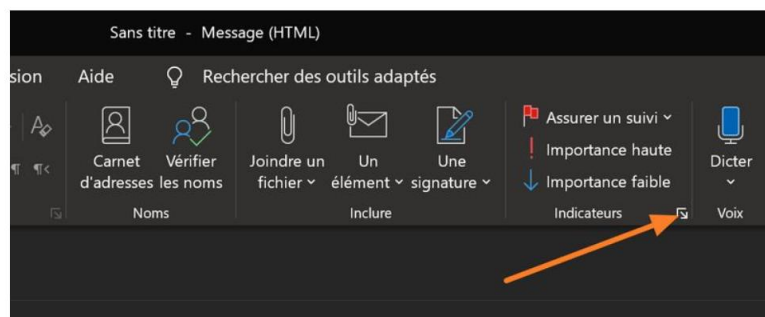 Sans titre - Message (HTML)
sion Aide Rechercher des outils adaptés
Carnet d'adresses
Vérifier les noms
Noms
Joindre un fichier
Un élément
Une signature
Inclure
Assurer un suivi
Importance haute
Importance faible
Indicateurs
Dicter
Voix